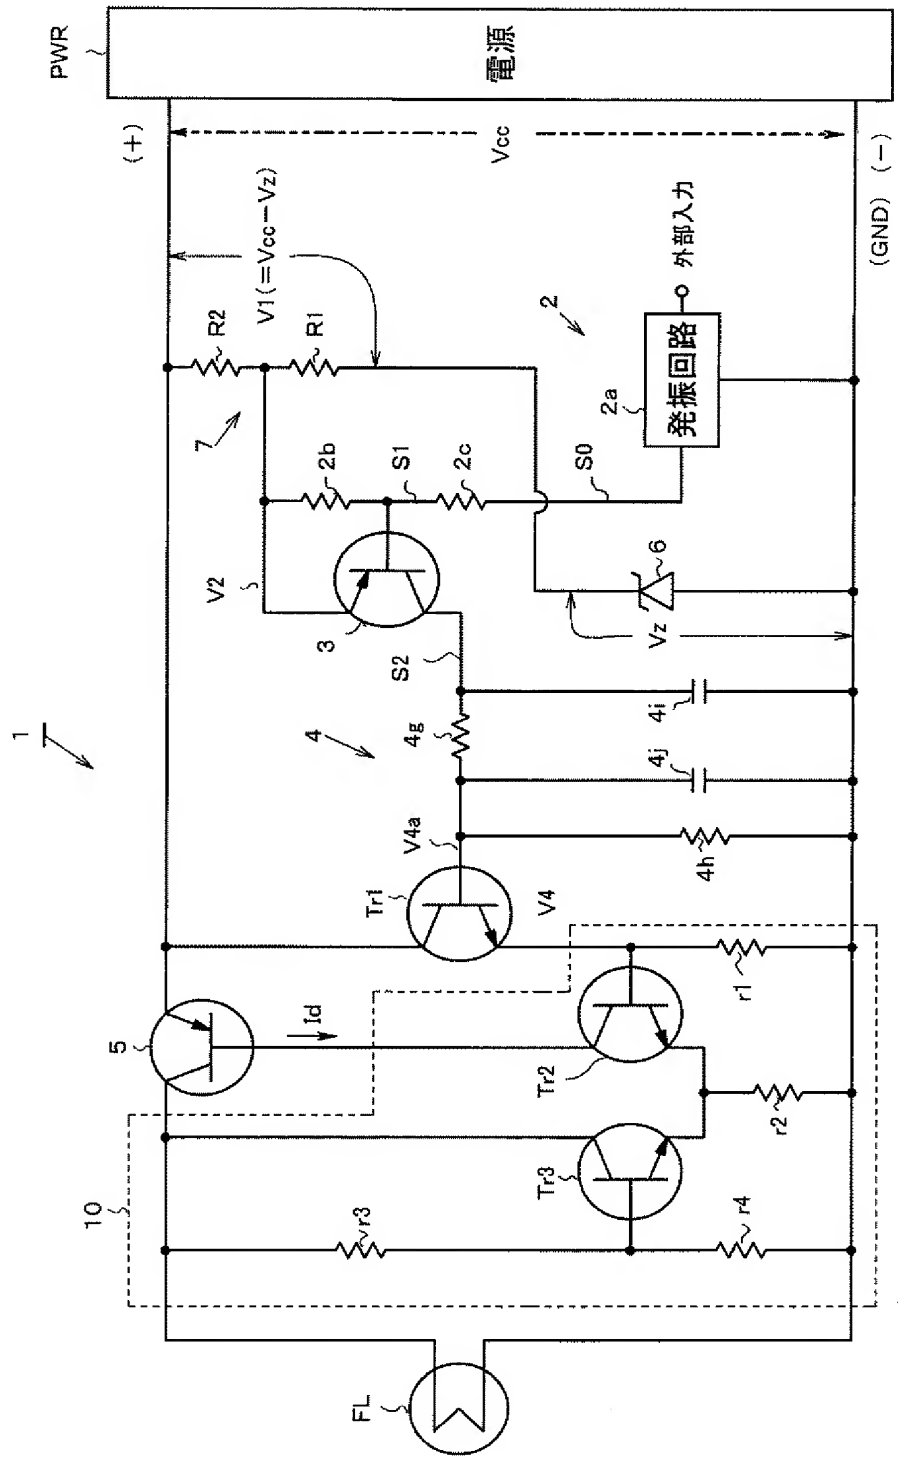 1
PWR
電源
(+)
Vcc
(GND) (−)
V1(=Vcc−Vz)
R2
R1
7
2
2a
発振回路
外部入力
2b
S1
2c
S0
V2
3
S2
6
Vz
4
4g
4i
4j
4h
V4a
Tr1
V4
5
Id
10
Tr2
r1
r2
Tr3
r3
r4
FL